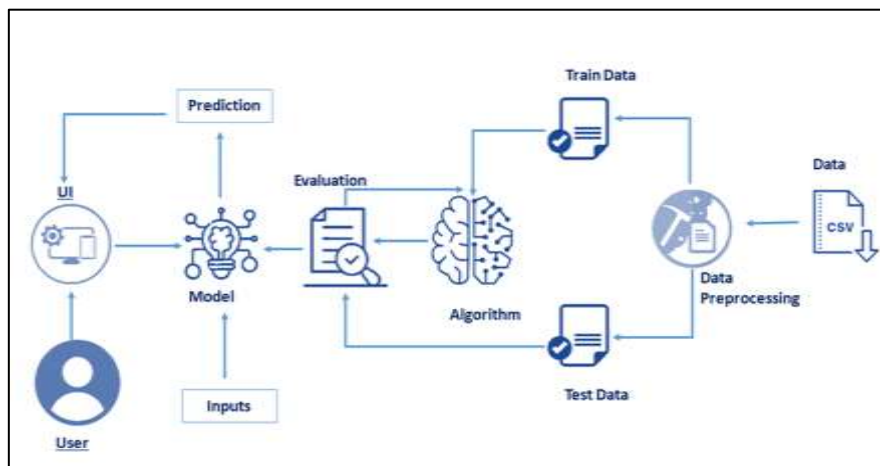 Train Data
Prediction
Data
Evaluation
UI
CSV
Model
Algorithm
Data
Preprocessing
Inputs
Test Data
User